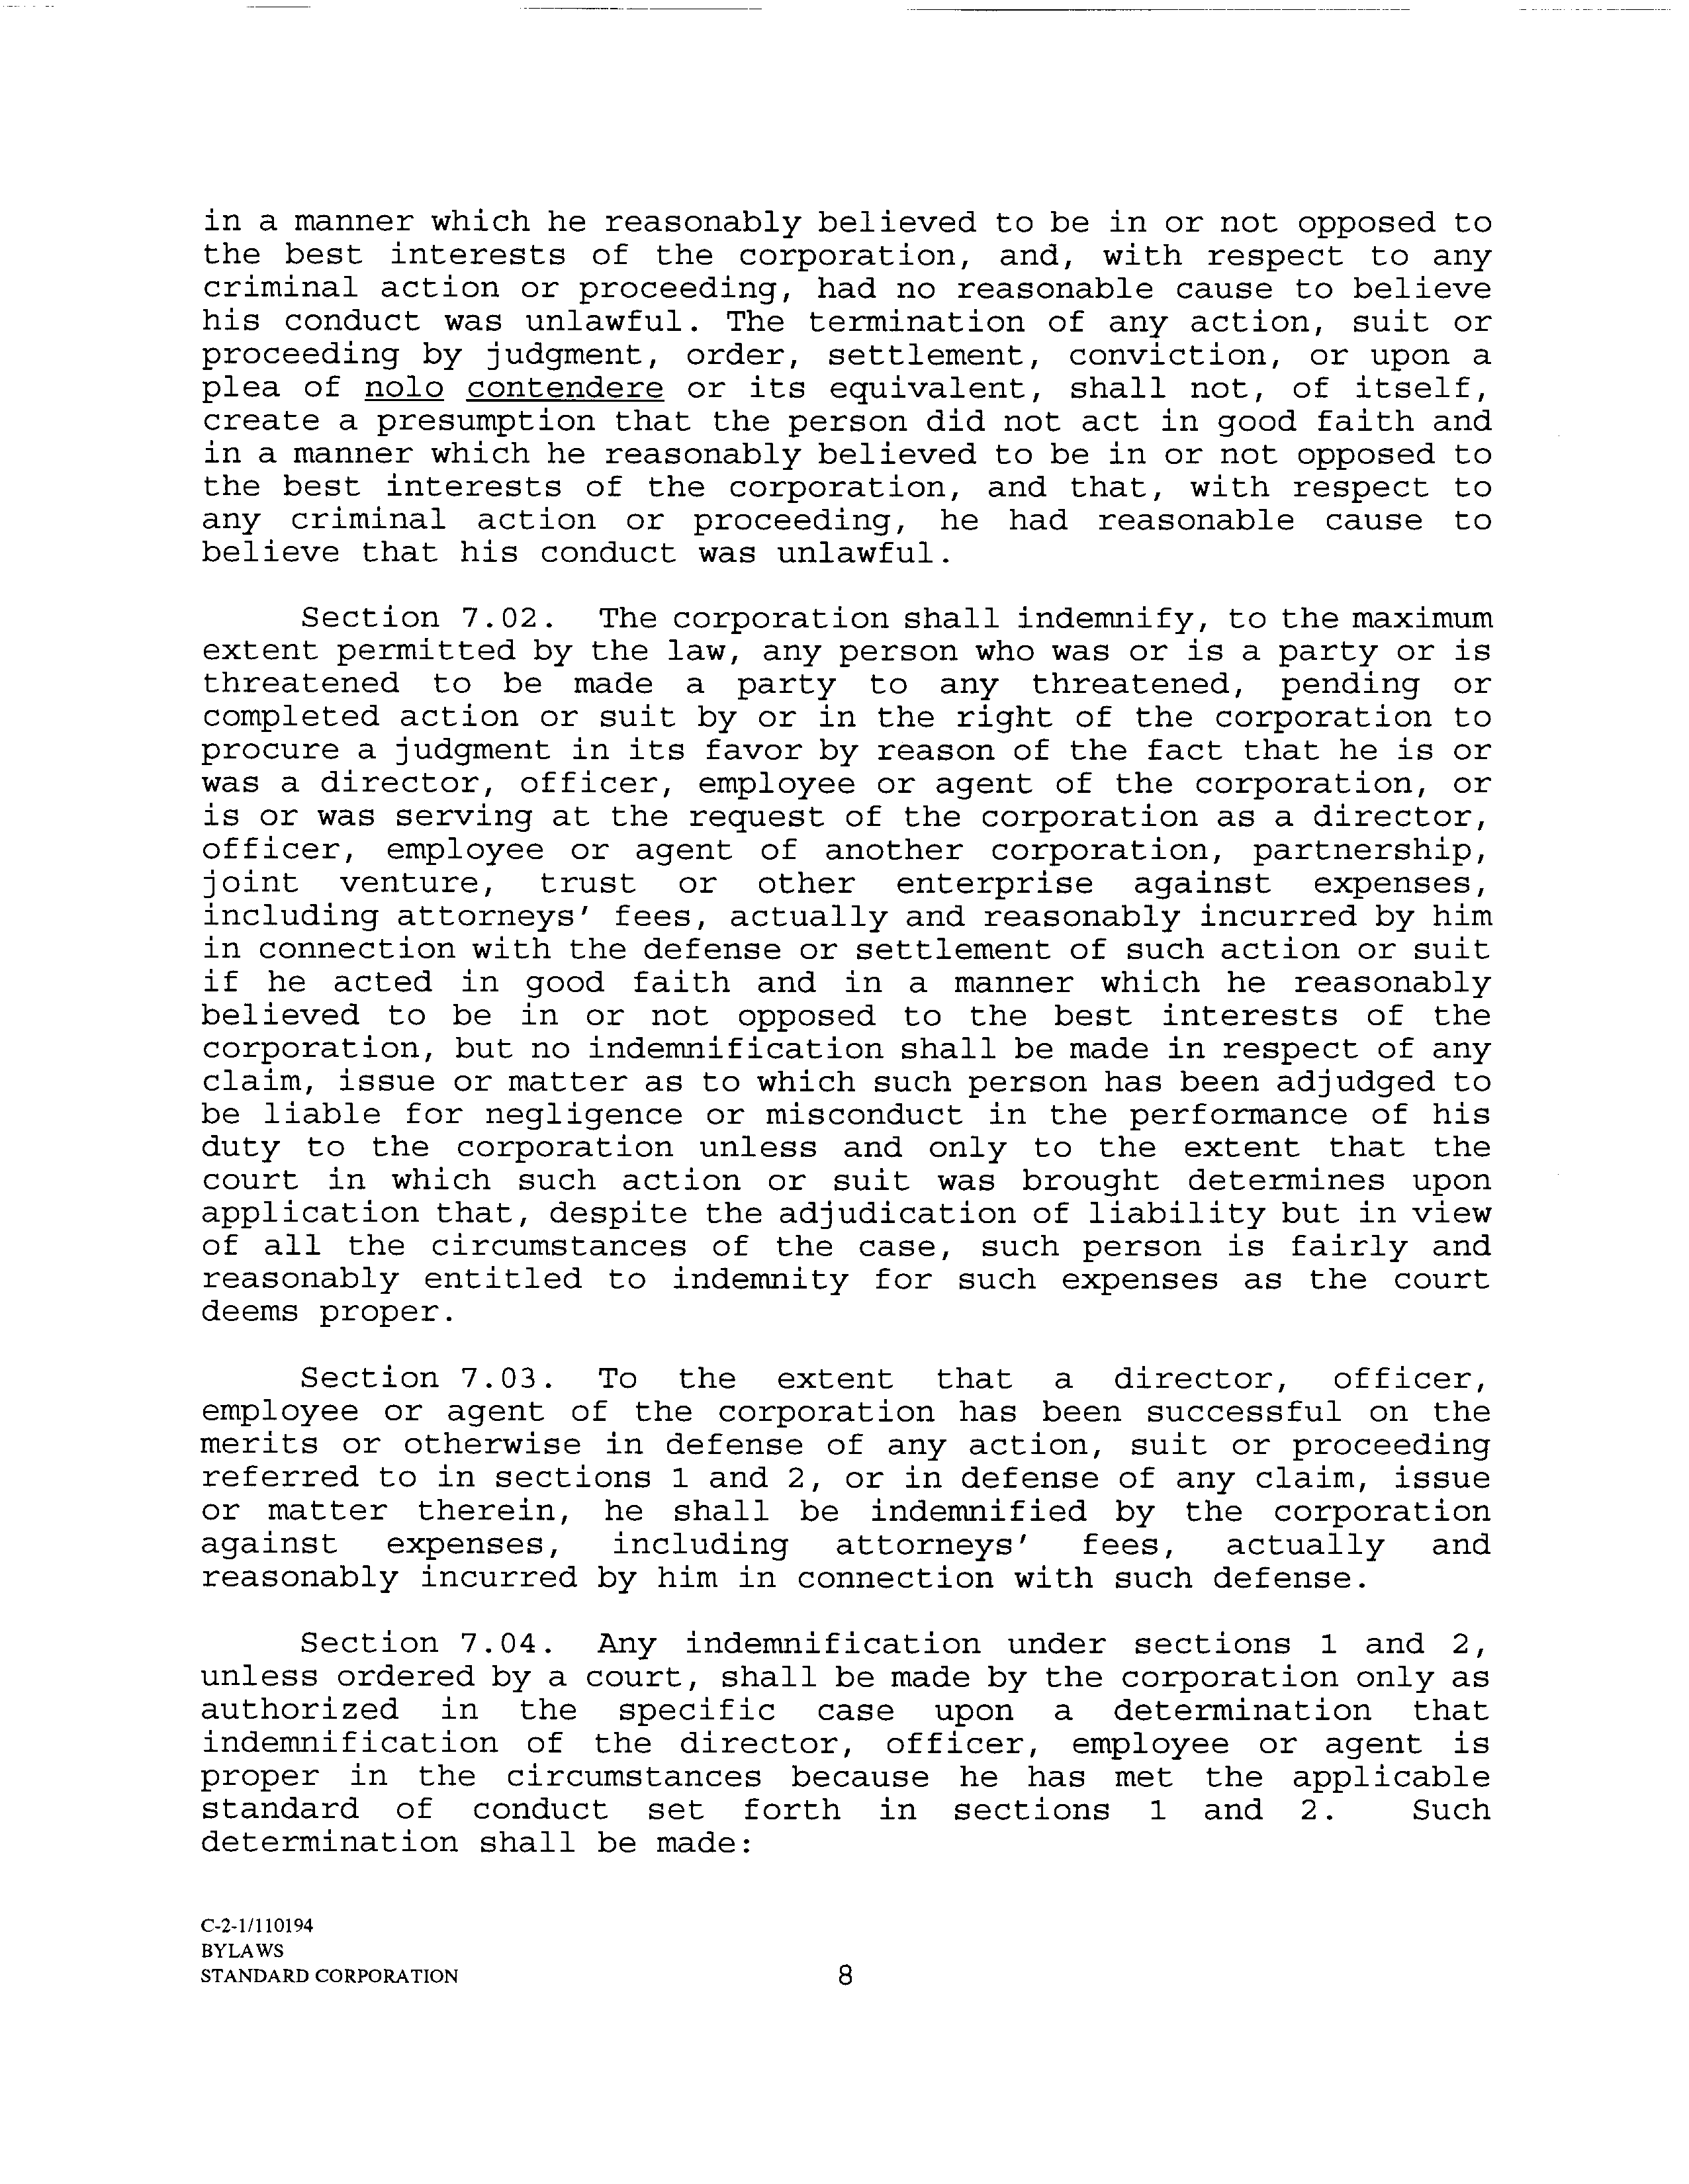 in a manner which he reasonably believed to be in or not opposed to
the best interests of the corporation, and, with respect to any
criminal action or proceeding, had no reasonable cause to believe
his conduct was unlawful. The termination of any action, suit or
proceeding by judgment, order, settlement, conviction, or upon a
plea of nolo contendere or its equivalent, shall not, of itself,
create a presumption that the person did not act in good faith and
in a manner which he reasonably believed to be in or not opposed to
the best interests of the corporation, and that, with respect to
any criminal action or proceeding, he had reasonable cause to
believe that his conduct was unlawful.
Section 7.02. The corporation shall indemnify, to the maximum
extent permitted by the law, any person who was or is a party or is
threatened to be made a party to any threatened, pending or
completed action or suit by or in the right of the corporation to
procure a judgment in its favor by reason of the fact that he is or
was a director, officer, employee or agent of the corporation, or
is or was serving at the request of the corporation as a director,
officer, employee or agent of another corporation, partnership,
joint venture, trust or other enterprise against expenses,
including attorneys' fees, actually and reasonably incurred by him
in connection with the defense or settlement of such action or suit
if he acted in good faith and in a manner which he reasonably
believed to be in or not opposed to the best interests of the
corporation, but no indemnification shall be made in respect of any
claim, issue or matter as to which such person has been adjudged to
be liable for negligence or misconduct in the performance of his
duty to the corporation unless and only to the extent that the
court in which such action or suit was brought determines upon
application that, despite the adjudication of liability but in view
of all the circumstances of the case, such person is fairly and
reasonably entitled to indemnity for such expenses as the court
deems proper.
Section 7.03. To the extent that a director, officer,
employee or agent of the corporation has been successful on the
merits or otherwise in defense of any action, suit or proceeding
referred to in sections 1 and 2, or in defense of any claim, issue
or matter therein, he shall be indemnified by the corporation
against expenses, including attorneys' fees, actually and
reasonably incurred by him in connection with such defense.
Section 7.04. Any indemnification under sections 1 and 2,
unless ordered by a court, shall be made by the corporation only as
authorized in the specific case upon a determination that
indemnification of the director, officer, employee or agent is
proper in the circumstances because he has met the applicable
standard of conduct set forth in sections 1 and 2. Such
determination shall be made:
C-2-1/110194
BYLAWS
STANDARD CORPORATION 8